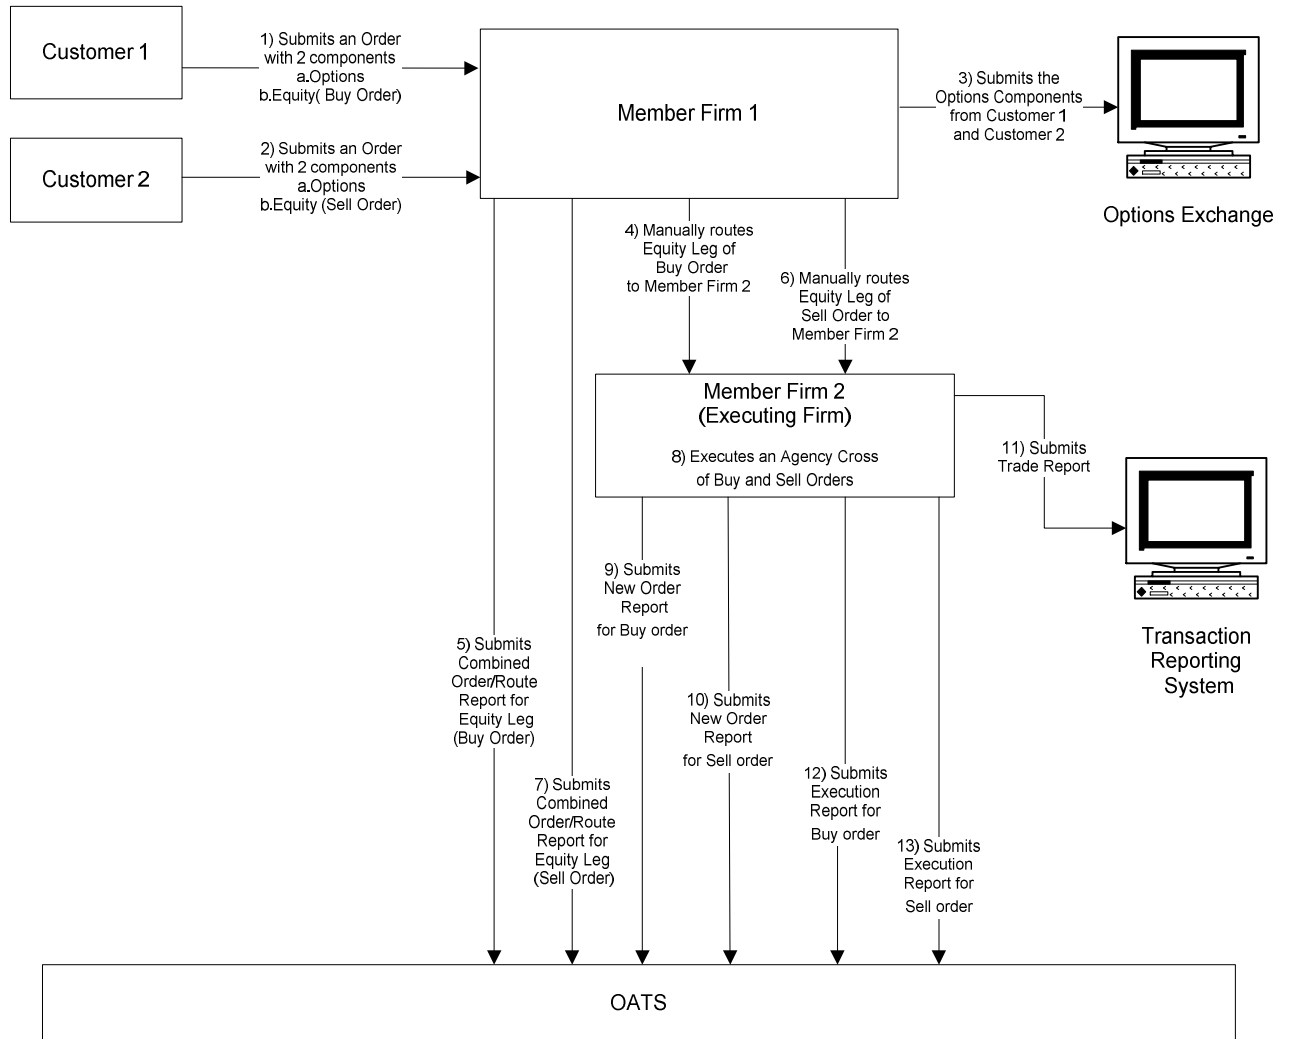 Customer 1
1) Submits an Order
with 2 components
a.Options
b.Equity( Buy Order)
Customer 2
2) Submits an Order
with 2 components
a.Options
b.Equity (Sell Order)
Member Firm 1
3) Submits the
Options Components
from Customer 1
and Customer 2
Options Exchange
4) Manually routes
Equity Leg of
Buy Order
to Member Firm 2
6) Manually routes
Equity Leg of
Sell Order to
Member Firm 2
Member Firm 2
(Executing Firm)
8) Executes an Agency Cross
of Buy and Sell Orders
11) Submits
Trade Report
Transaction
Reporting
System
5) Submits
Combined
Order/Route
Report for
Equity Leg
(Buy Order)
7) Submits
Combined
Order/Route
Report for
Equity Leg
(Sell Order)
9) Submits
New Order
Report
for Buy order
10) Submits
New Order
Report
for Sell order
12) Submits
Execution
Report for
Buy order
13) Submits
Execution
Report for
Sell order
OATS